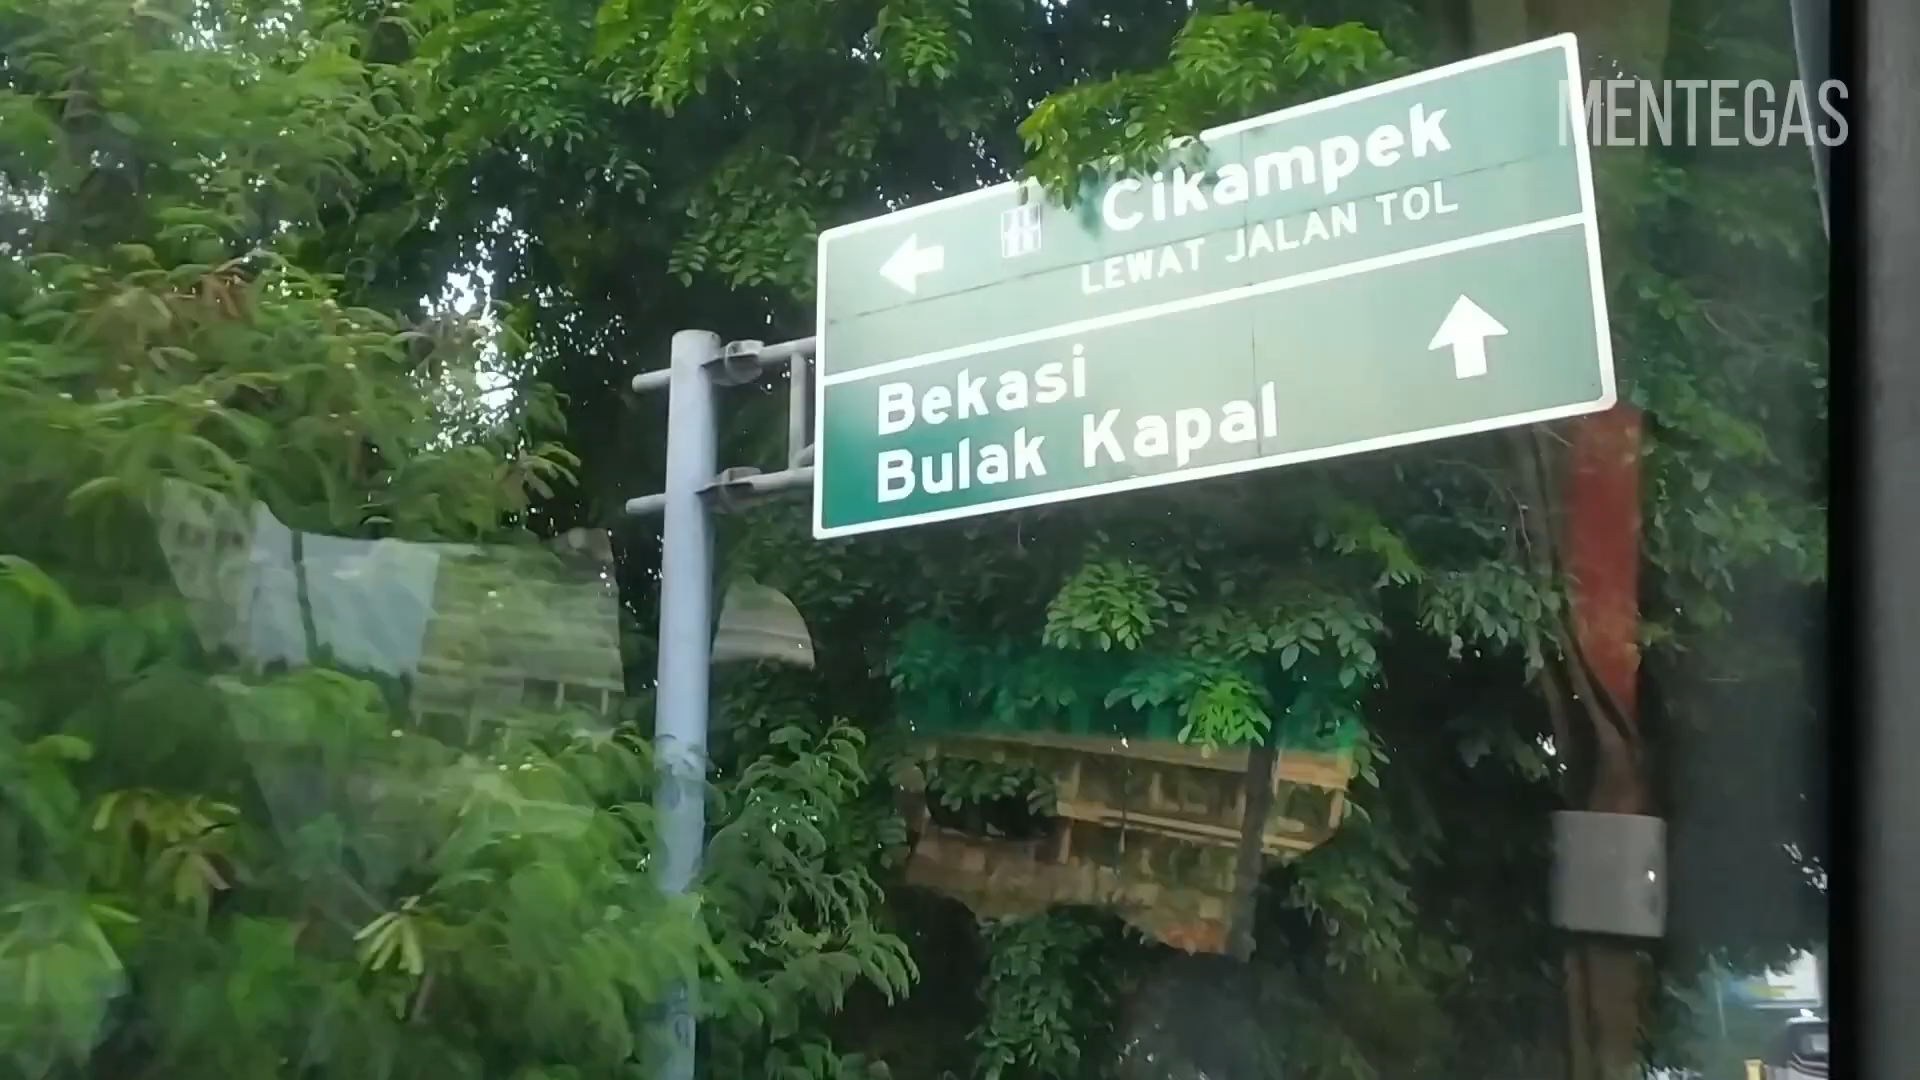 MENTEGAS
Cikampek
LEWAT JALAN TOL
Bekasi
Bulak Kapal